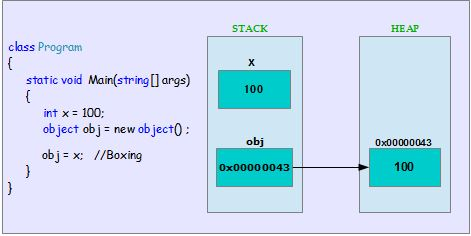 class Program
{
static void Main(string[] args)
{
int x = 100;
object obj = new object() ;
obj = x; //Boxing
}
}
STACK
X
100
obj
0x00000043
HEAP
0x00000043
100